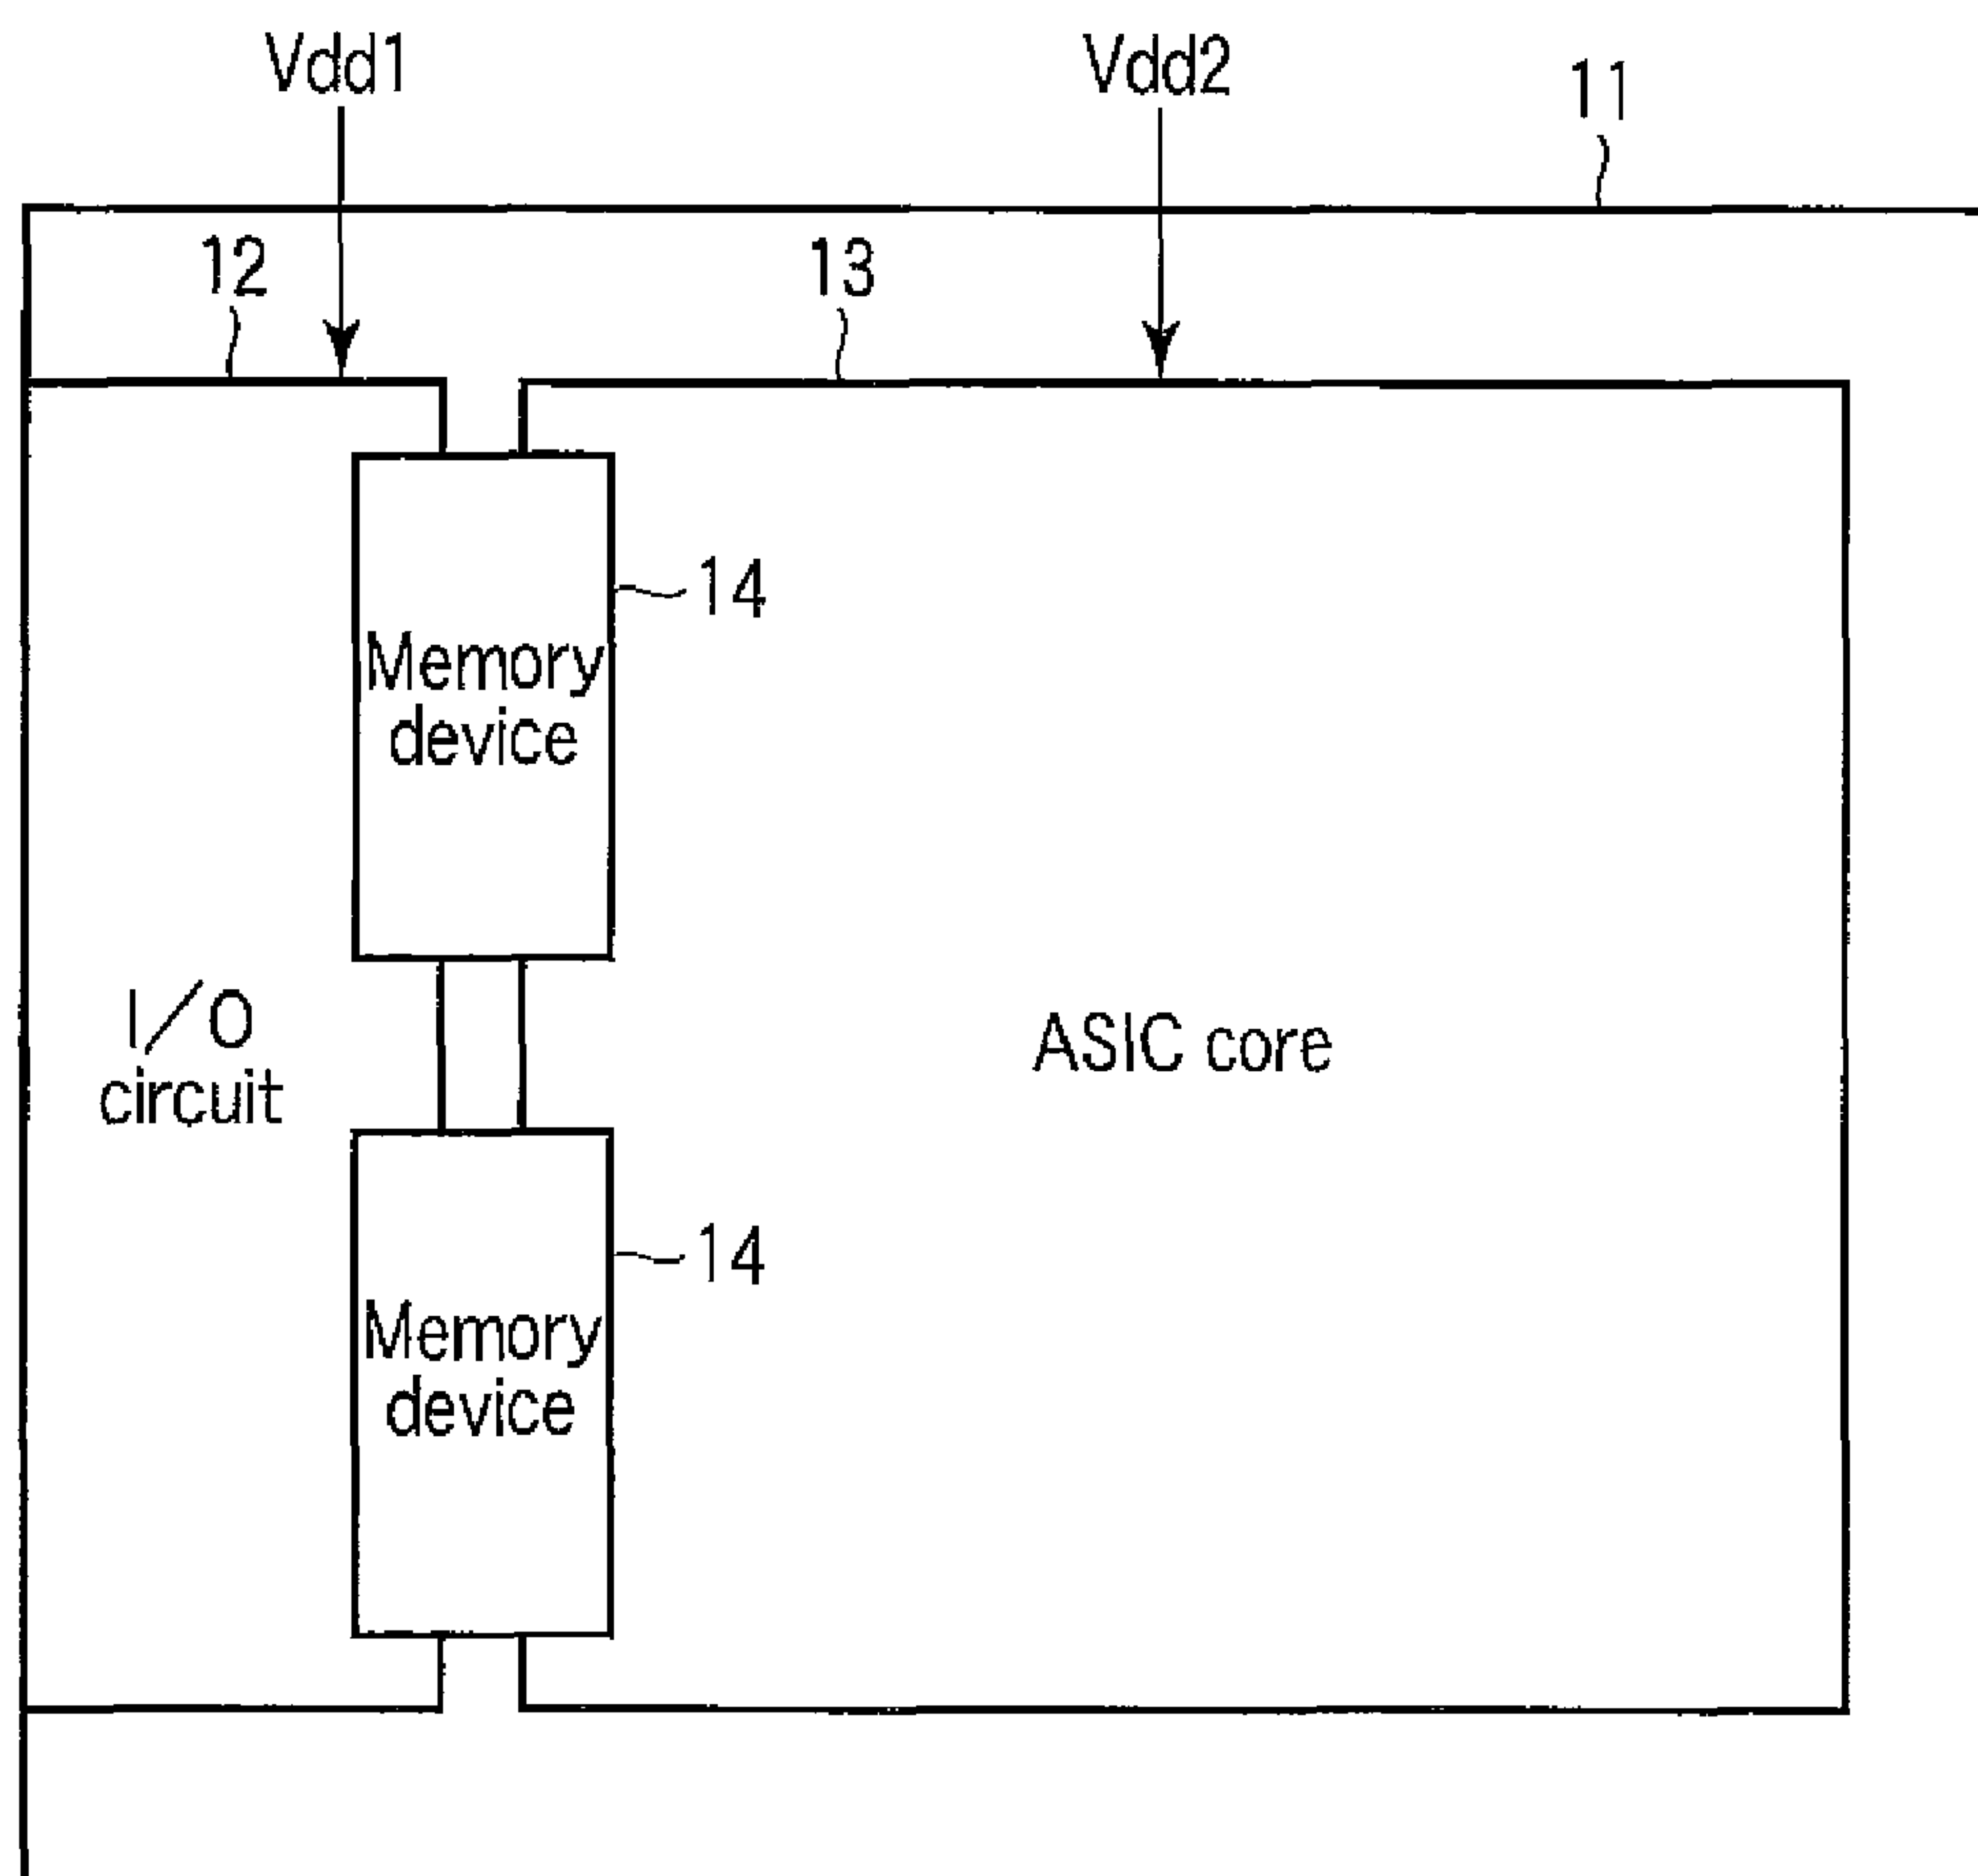 Vdd1
Vdd2
11
12
13
14
Memory
device
I/O
circuit
ASIC core
14
Memory
device